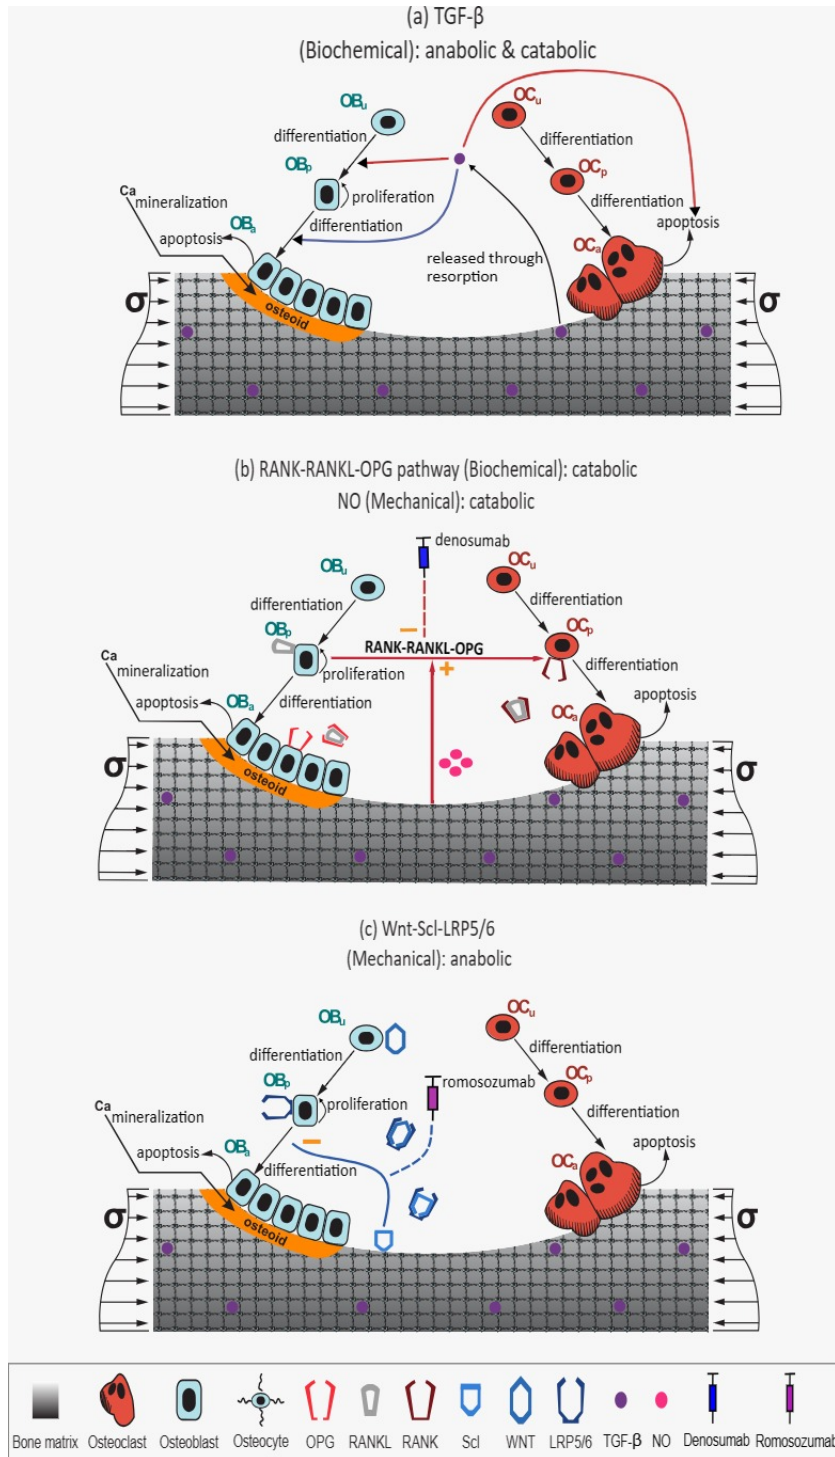 (a) TGF-β
(Biochemical): anabolic & catabolic
OBu
OCu
differentiation
differentiation
OBp
OCp
Ca
mineralization
proliferation
differentiation
OBa
differentiation
apoptosis
apoptosis
OCa
released through
resorption
σ
osteoid
σ
(b) RANK-RANKL-OPG pathway (Biochemical): catabolic
NO (Mechanical): catabolic
denosumab
OBu
OCu
differentiation
differentiation
OBp
OCp
−
RANK-RANKL-OPG
Ca
mineralization
proliferation
+
differentiation
apoptosis
OBa
differentiation
apoptosis
OCa
σ
osteoid
σ
(c) Wnt-Scl-LRP5/6
(Mechanical): anabolic
OBu
OCu
differentiation
differentiation
OBp
romosozumab
OCp
Ca
mineralization
proliferation
differentiation
−
apoptosis
OBa
differentiation
apoptosis
OCa
σ
osteoid
σ
Bone matrix Osteoclast Osteoblast Osteocyte OPG RANKL RANK Scl WNT LRP5/6 TGF-β NO Denosumab Romosozumab